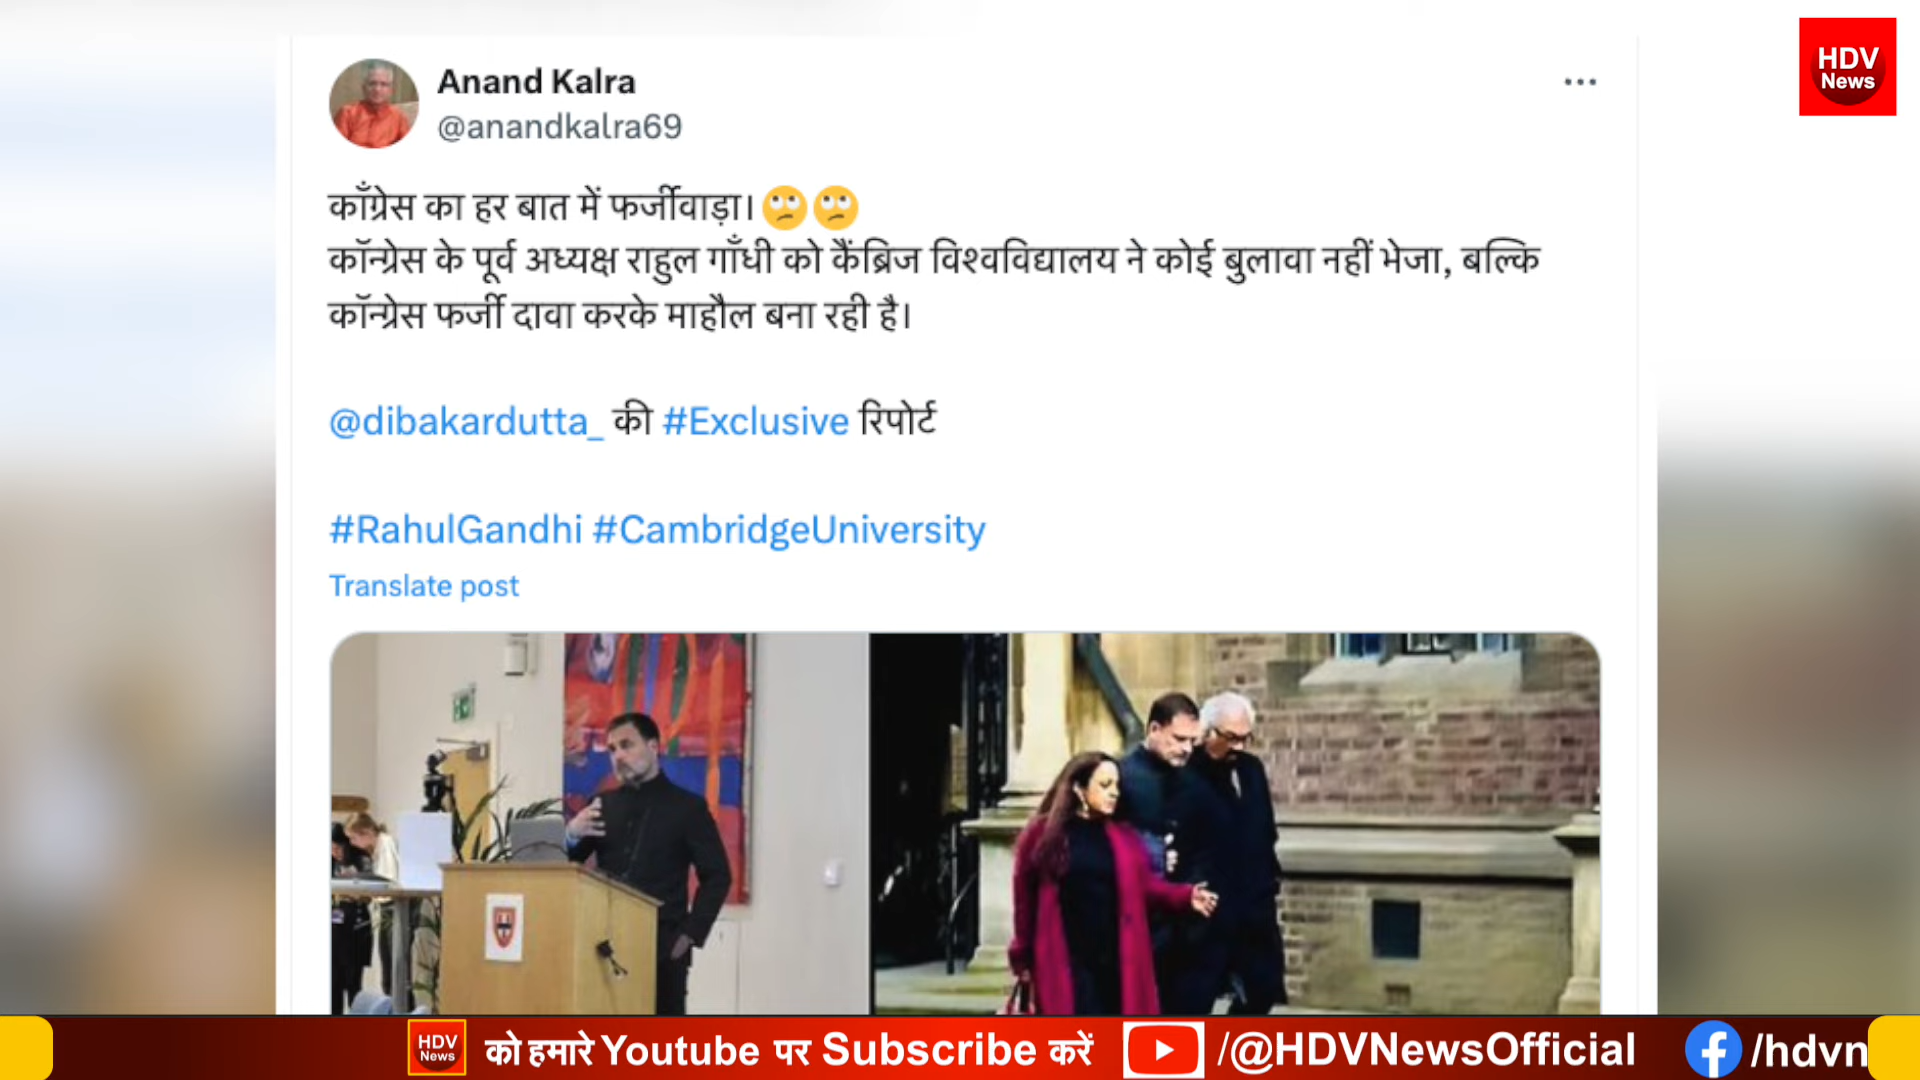 HDV
News
Anand Kalra
@anandkalra69
काँग्रेस का हर बात में फर्जीवाड़ा। 🙄🙄
कॉन्ग्रेस के पूर्व अध्यक्ष राहुल गाँधी को कैंब्रिज विश्वविद्यालय ने कोई बुलावा नहीं भेजा, बल्कि
कॉन्ग्रेस फर्जी दावा करके माहौल बना रही है।
@dibakardutta_ की #Exclusive रिपोर्ट
#RahulGandhi #CambridgeUniversity
Translate post
HDV
News
को हमारे Youtube पर Subscribe करें /@HDVNewsOfficial /hdvn